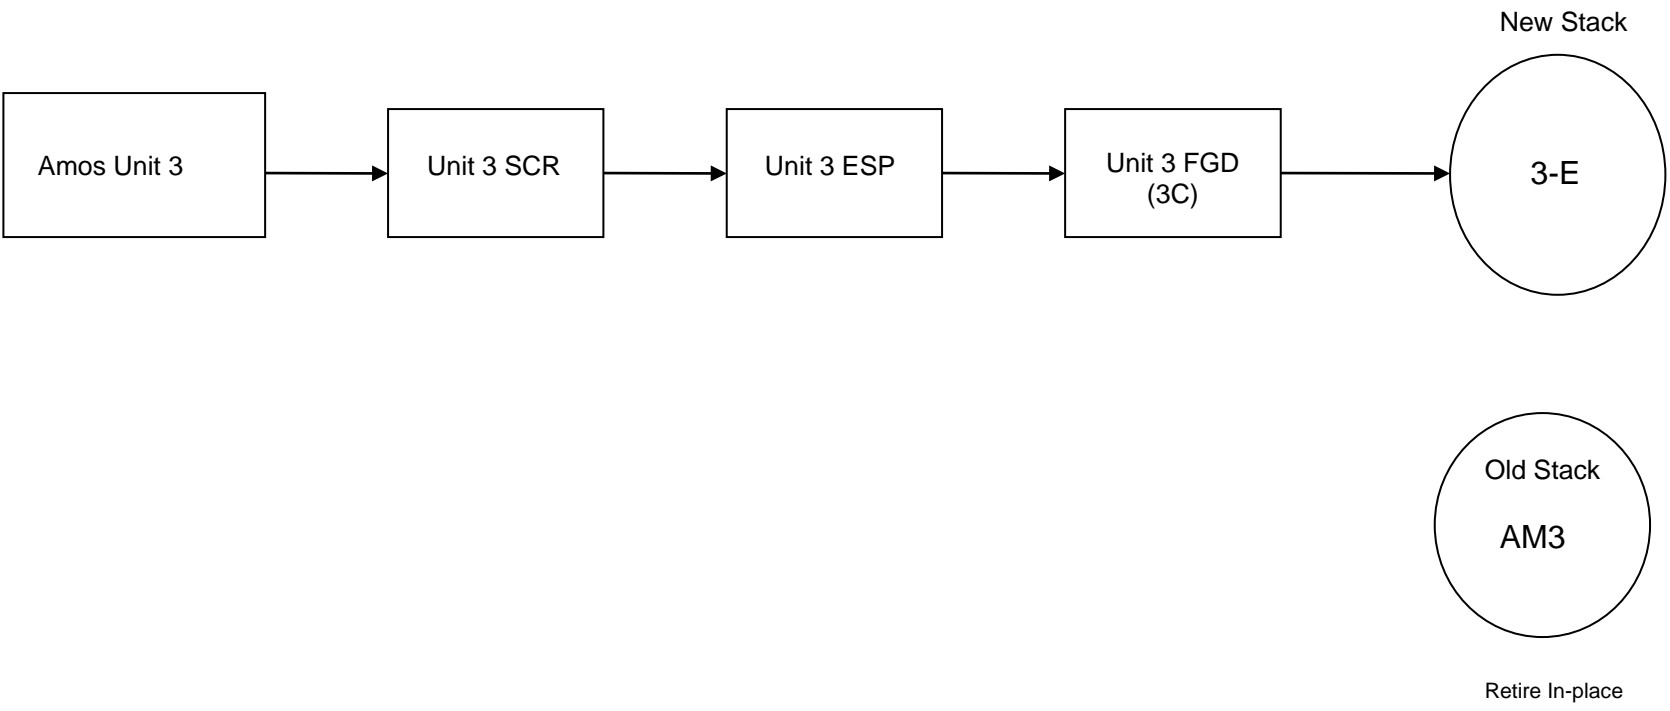 New Stack
Amos Unit 3
Unit 3 SCR
Unit 3 ESP
Unit 3 FGD
(3C)
3-E
Old Stack
AM3
Retire In-place